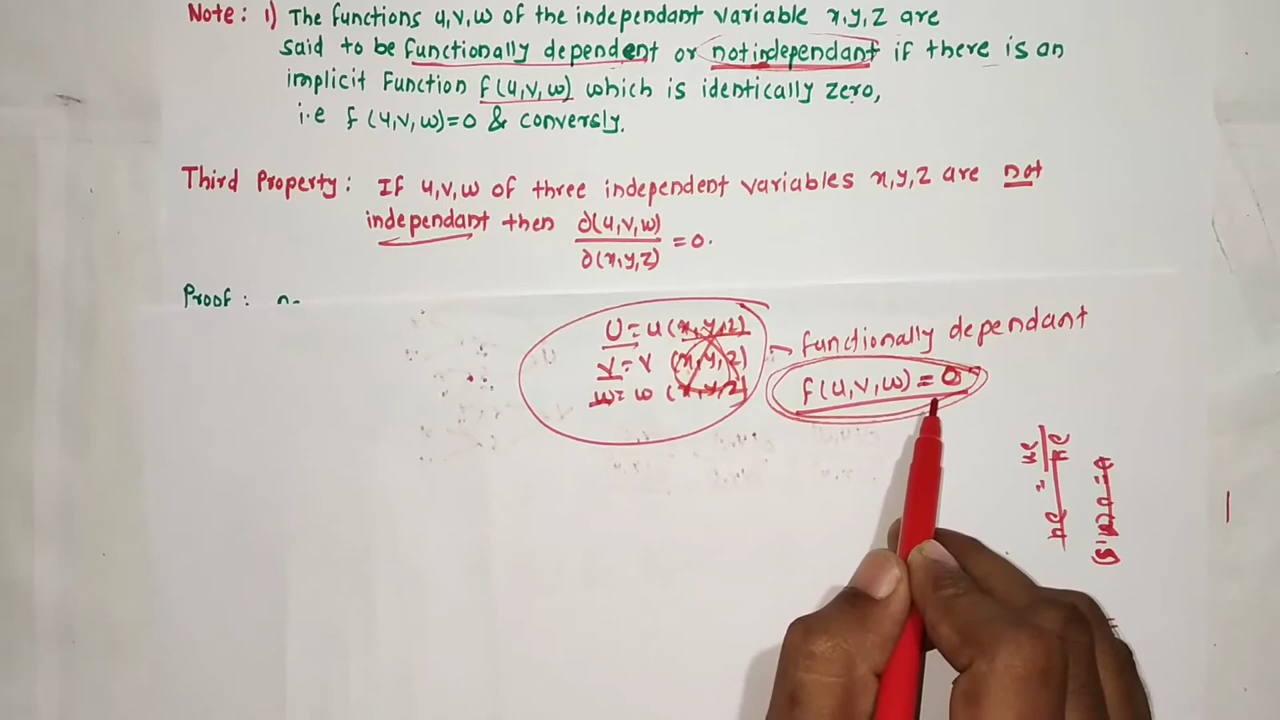 Note: 1) The functions u,v,w of the independant variable x,y,z are
said to be functionally dependent or not independant if there is an
implicit Function f(u,v,w) which is identically zero,
i.e f(u,v,w)=0 & conversly.
Third Property: If u,v,w of three independent variables x,y,z are not
independant then ∂(u,v,w)/∂(x,y,z) =0.
Proof:
U=u(x,y,z)
v=v (x,y,z)
w=w (x,y,z)
functionally dependant
f(u,v,w)=0